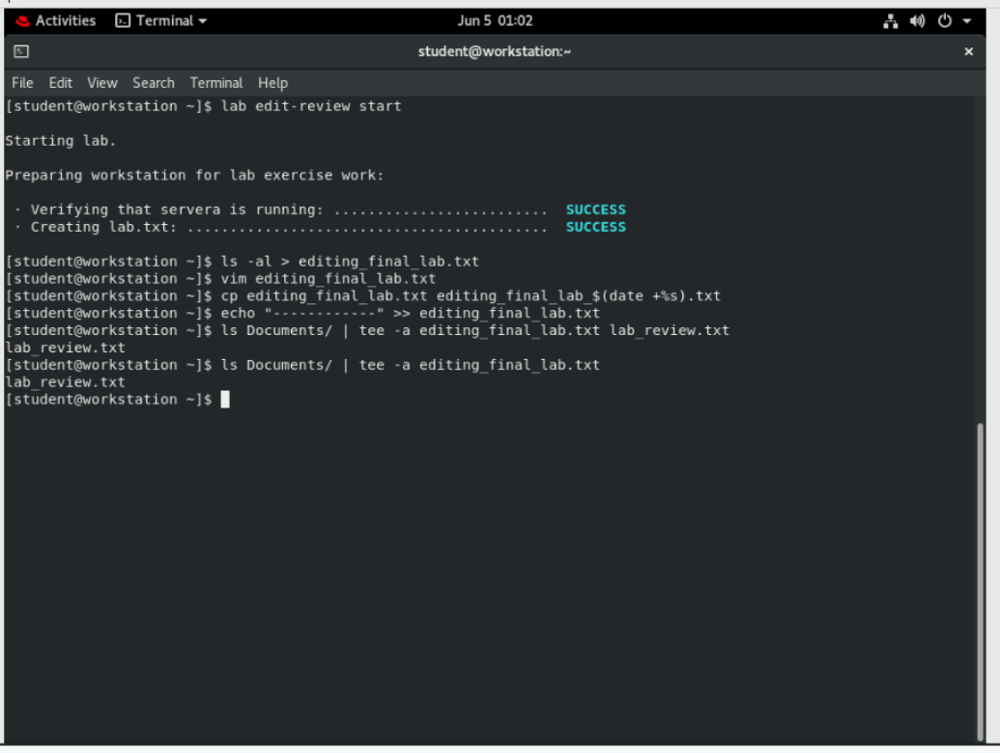 Activities Terminal Jun 5 01:02
student@workstation:~ ×
File Edit View Search Terminal Help
[student@workstation ~]$ lab edit-review start
Starting lab.
Preparing workstation for lab exercise work:
· Verifying that servera is running: ......................... SUCCESS
· Creating lab.txt: .......................................... SUCCESS
[student@workstation ~]$ ls -al > editing_final_lab.txt
[student@workstation ~]$ vim editing_final_lab.txt
[student@workstation ~]$ cp editing_final_lab.txt editing_final_lab_$(date +%s).txt
[student@workstation ~]$ echo "------------" >> editing_final_lab.txt
[student@workstation ~]$ ls Documents/ | tee -a editing_final_lab.txt lab_review.txt
lab_review.txt
[student@workstation ~]$ ls Documents/ | tee -a editing_final_lab.txt
lab_review.txt
[student@workstation ~]$